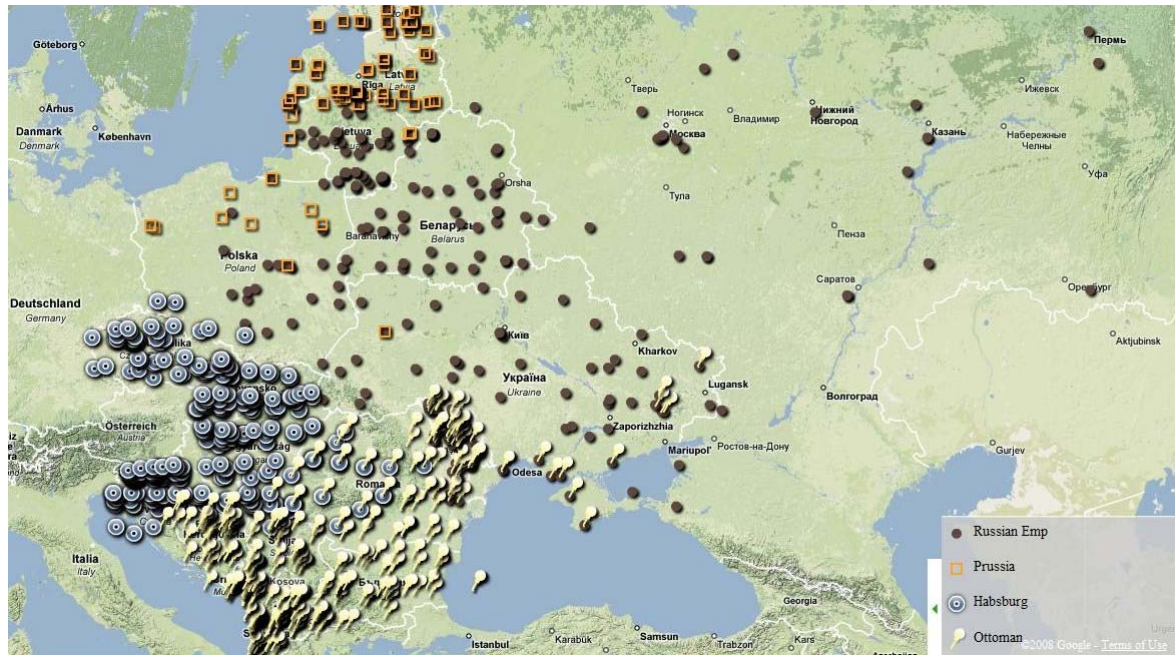 Göteborg
Пермь
Тверь
Ижевск
Rīga
Latvia
Århus
Ногинск
Москва
Владимир
Нижний
Новгород
Казань
Набережные
Челны
Danmark
Denmark
København
Lietuva
Уфа
Orsha
Тула
Беларусь
Belarus
Baranavichy
Пенза
Polska
Poland
Саратов
Оренбург
Deutschland
Germany
Aktjubinsk
Київ
Kharkov
Україна
Ukraine
Lugansk
Волгоград
Österreich
Austria
Zaporizhzhia
Mariupol'
Ростов-на-Дону
Gurjev
Odesa
Romania
Italia
Italy
Kosova
Georgia
Istanbul
Karabük
Samsun
Trabzon
Kars
Russian Emp
Prussia
Habsburg
Ottoman
©2008 Google - Terms of Use